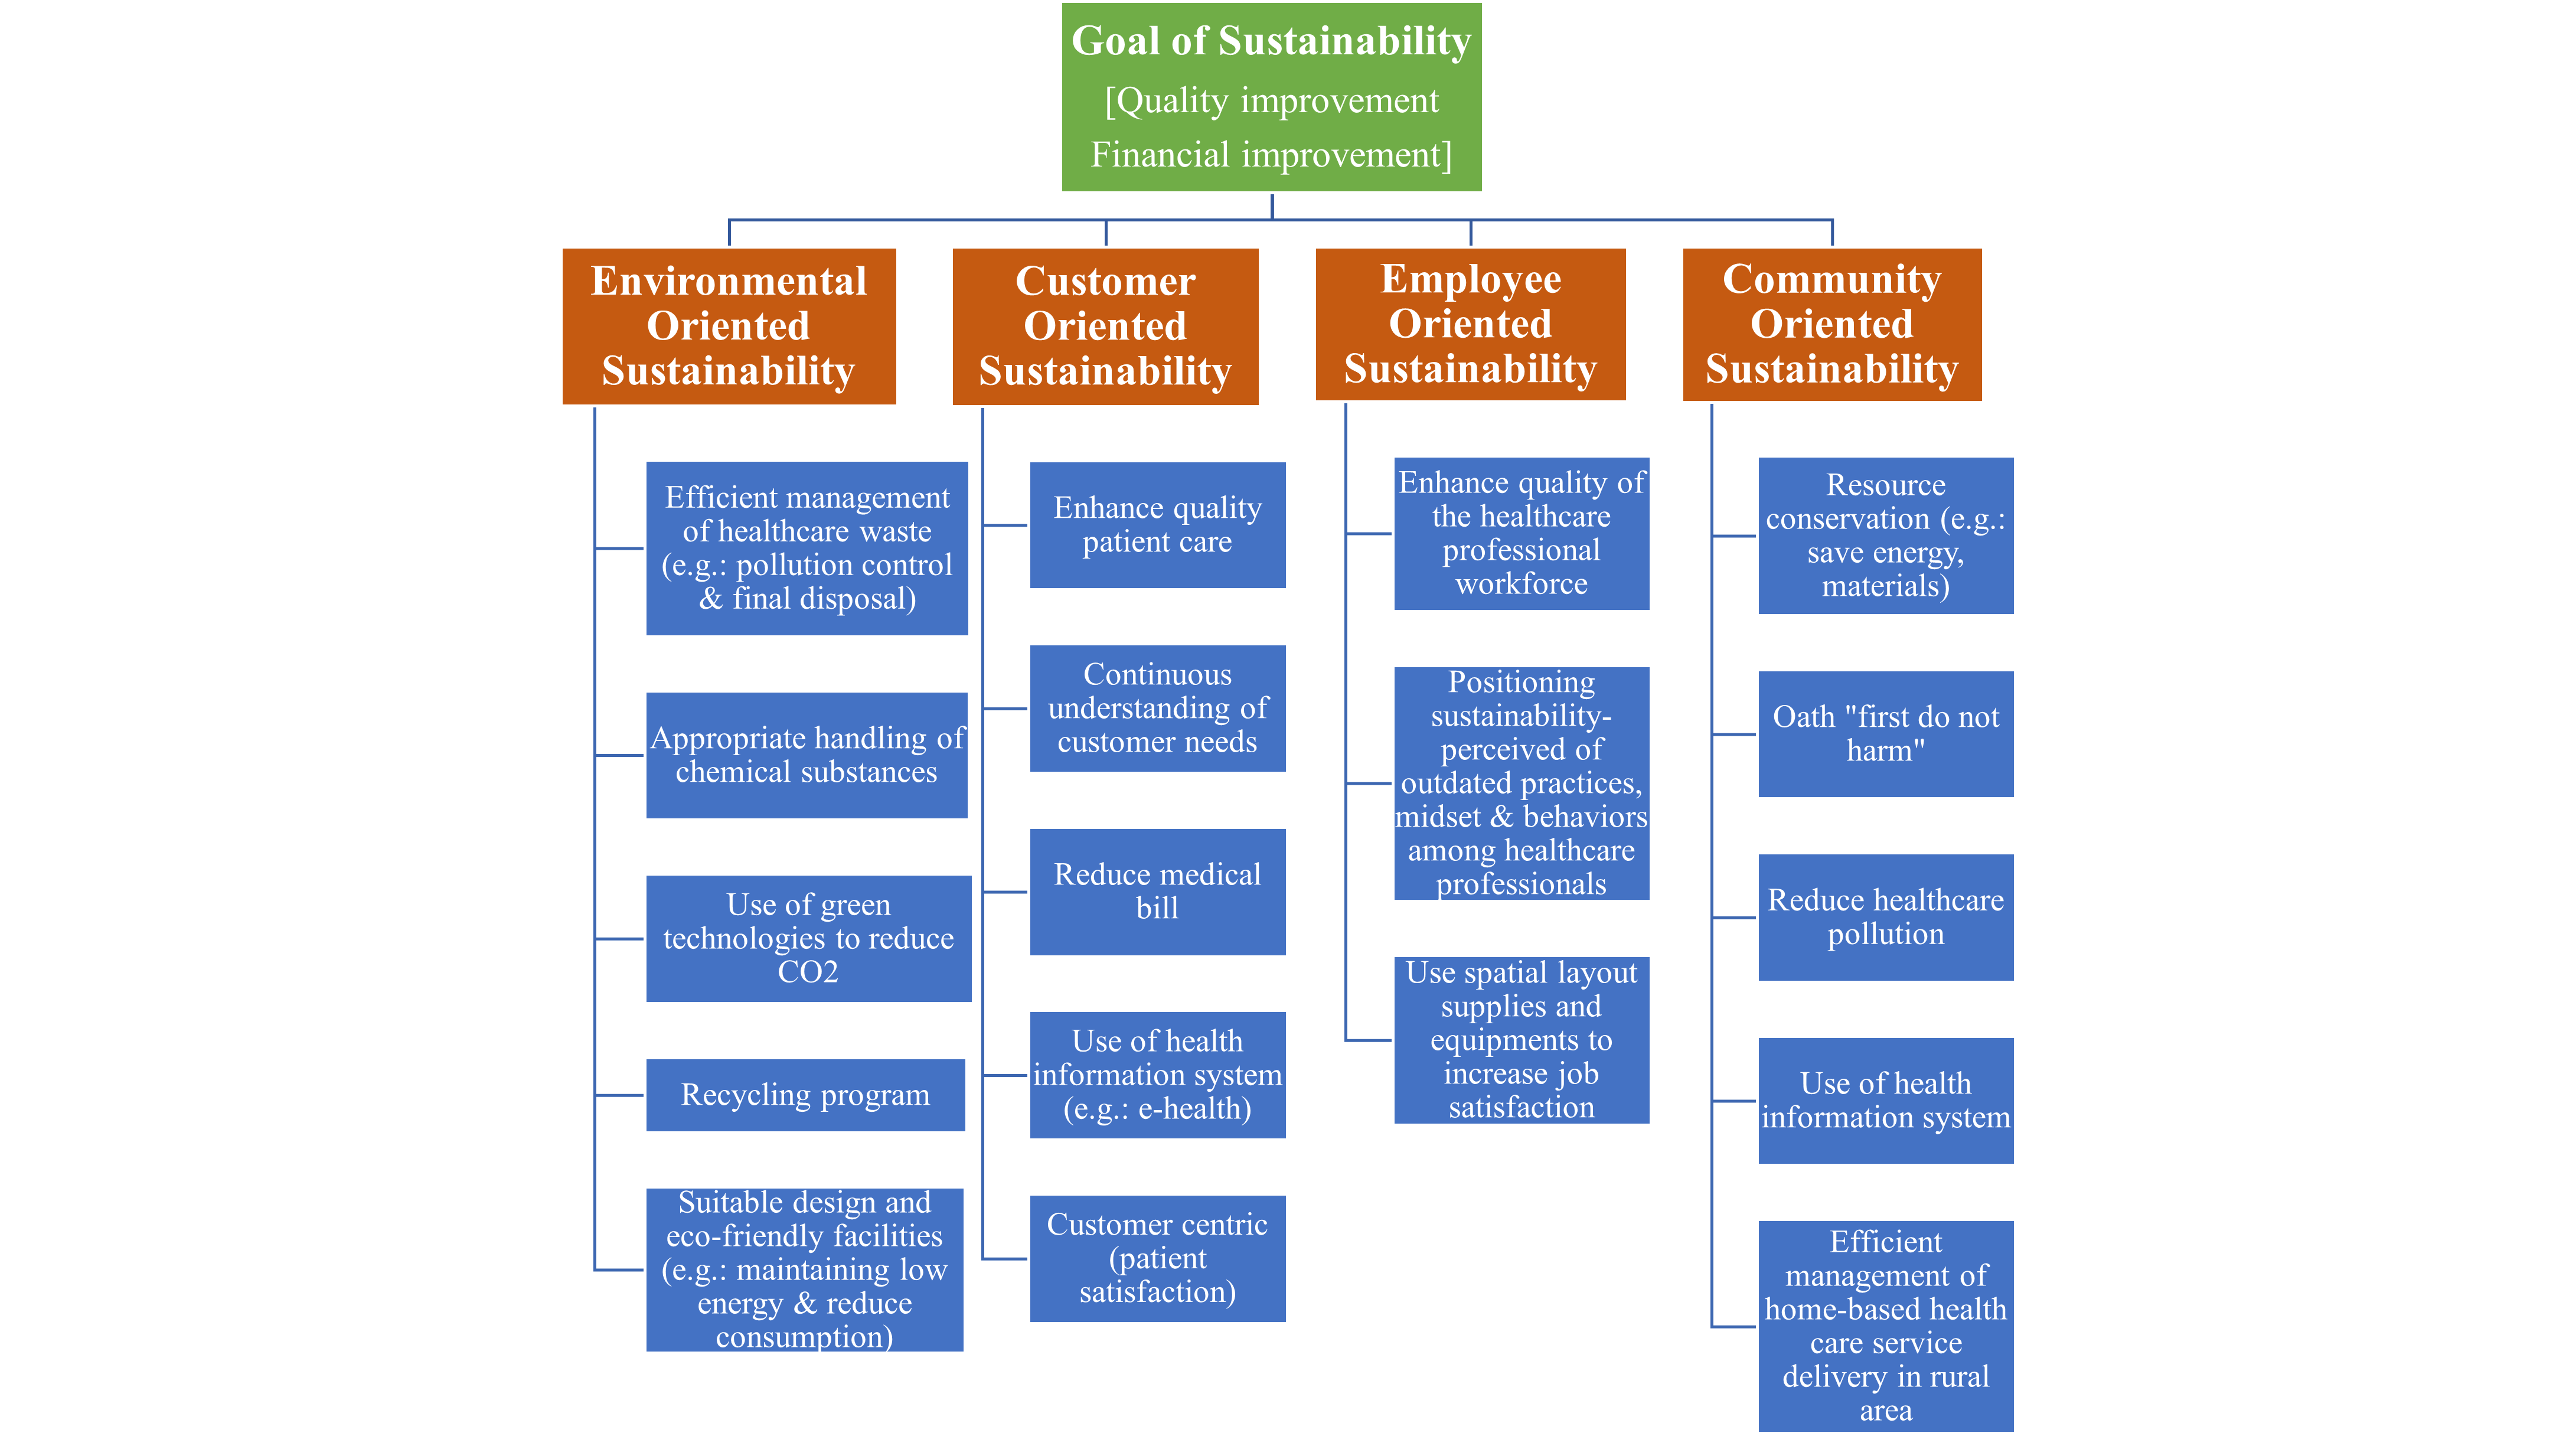 Goal of Sustainability
[Quality improvement
Financial improvement]
Environmental
Oriented
Sustainability
Efficient management
of healthcare waste
(e.g.: pollution control
& final disposal)
Appropriate handling of
chemical substances
Use of green
technologies to reduce
CO2
Recycling program
Suitable design and
eco-friendly facilities
(e.g.: maintaining low
energy & reduce
consumption)
Customer
Oriented
Sustainability
Enhance quality
patient care
Continuous
understanding of
customer needs
Reduce medical
bill
Use of health
information system
(e.g.: e-health)
Customer centric
(patient
satisfaction)
Employee
Oriented
Sustainability
Enhance quality of
the healthcare
professional
workforce
Positioning
sustainability-
perceived of
outdated practices,
midset & behaviors
among healthcare
professionals
Use spatial layout
supplies and
equipments to
increase job
satisfaction
Community
Oriented
Sustainability
Resource
conservation (e.g.:
save energy,
materials)
Oath "first do not
harm"
Reduce healthcare
pollution
Use of health
information system
Efficient
management of
home-based health
care service
delivery in rural
area